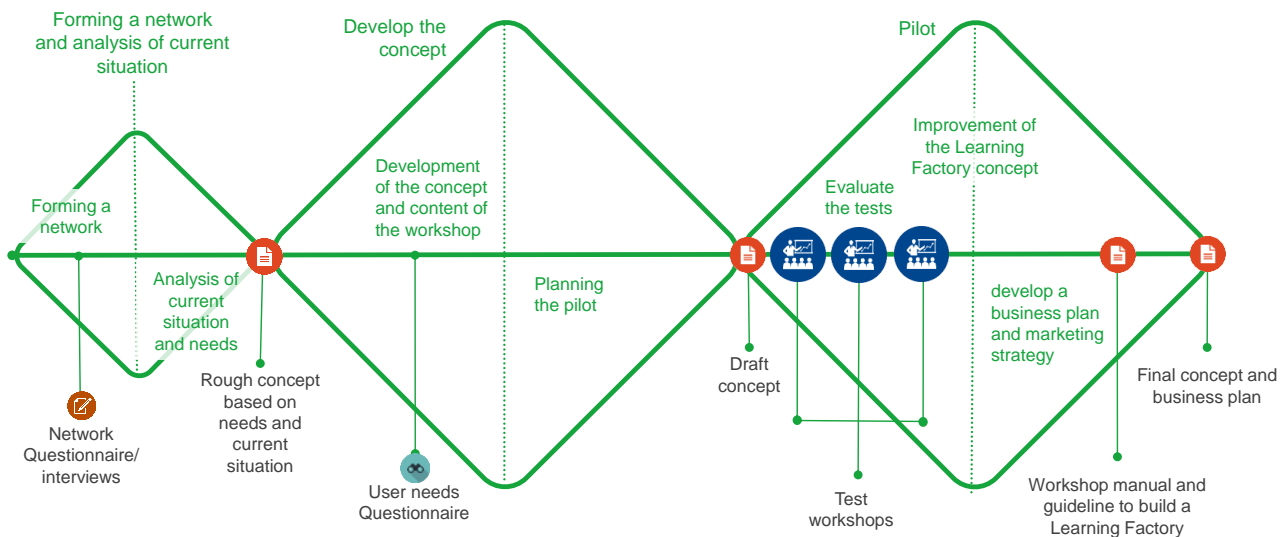 Forming a network
and analysis of current
situation
Develop the
concept
Pilot
Forming a
network
Analysis of
current
situation
and needs
Development
of the concept
and content of
the workshop
Planning
the pilot
Evaluate
the tests
Improvement of
the Learning
Factory concept
develop a
business plan
and marketing
strategy
Network
Questionnaire/
interviews
Rough concept
based on
needs and
current
situation
User needs
Questionnaire
Draft
concept
Test
workshops
Workshop manual and
guideline to build a
Learning Factory
Final concept and
business plan